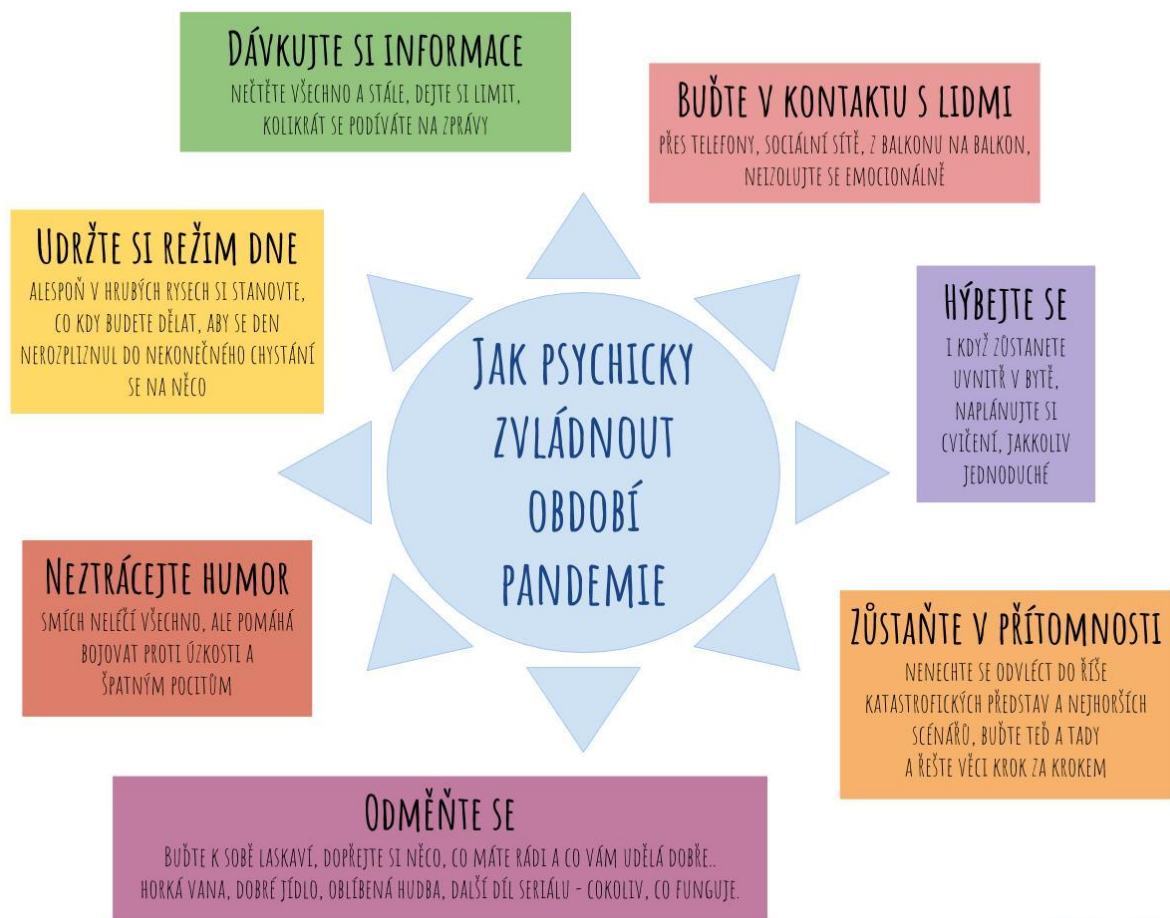 DÁVKUJTE SI INFORMACE
NEČTĚTE VŠECHNO A STÁLE, DEJTE SI LIMIT,
KOLIKRÁT SE PODÍVÁTE NA ZPRÁVY
BUĎTE V KONTAKTU S LIDMI
PŘES TELEFONY, SOCIÁLNÍ SÍTĚ, Z BALKONU NA BALKON,
NEIZOLUJTE SE EMOCIONÁLNĚ
UDRŽTE SI REŽIM DNE
ALESPOŇ V HRUBÝCH RYSECH SI STANOVTE,
CO KDY BUDETE DĚLAT, ABY SE DEN
NEROZPLIZNUL DO NEKONEČNÉHO CHYSTÁNÍ
SE NA NĚCO
HÝBEJTE SE
I KDYŽ ZŮSTANETE
UVNITŘ V BYTĚ,
NAPLÁNUJTE SI
CVIČENÍ, JAKKOLIV
JEDNODUCHÉ
JAK PSYCHICKY
ZVLÁDNOUT
OBDOBÍ
PANDEMIE
NEZTRÁCEJTE HUMOR
SMÍCH NELÉČÍ VŠECHNO, ALE POMÁHÁ
BOJOVAT PROTI ÚZKOSTI A
ŠPATNÝM POCITŮM
ZŮSTAŇTE V PŘÍTOMNOSTI
NENECHTE SE ODVLÉCT DO ŘÍŠE
KATASTROFICKÝCH PŘEDSTAV A NEJHORŠÍCH
SCÉNÁŘŮ, BUĎTE TEĎ A TADY
A ŘEŠTE VĚCI KROK ZA KROKEM
ODMĚŇTE SE
BUĎTE K SOBĚ LASKAVÍ, DOPŘEJTE SI NĚCO, CO MÁTE RÁDI A CO VÁM UDĚLÁ DOBŘE..
HORKÁ VANA, DOBRÉ JÍDLO, OBLÍBENÁ HUDBA, DALŠÍ DÍL SERIÁLU - COKOLIV, CO FUNGUJE.